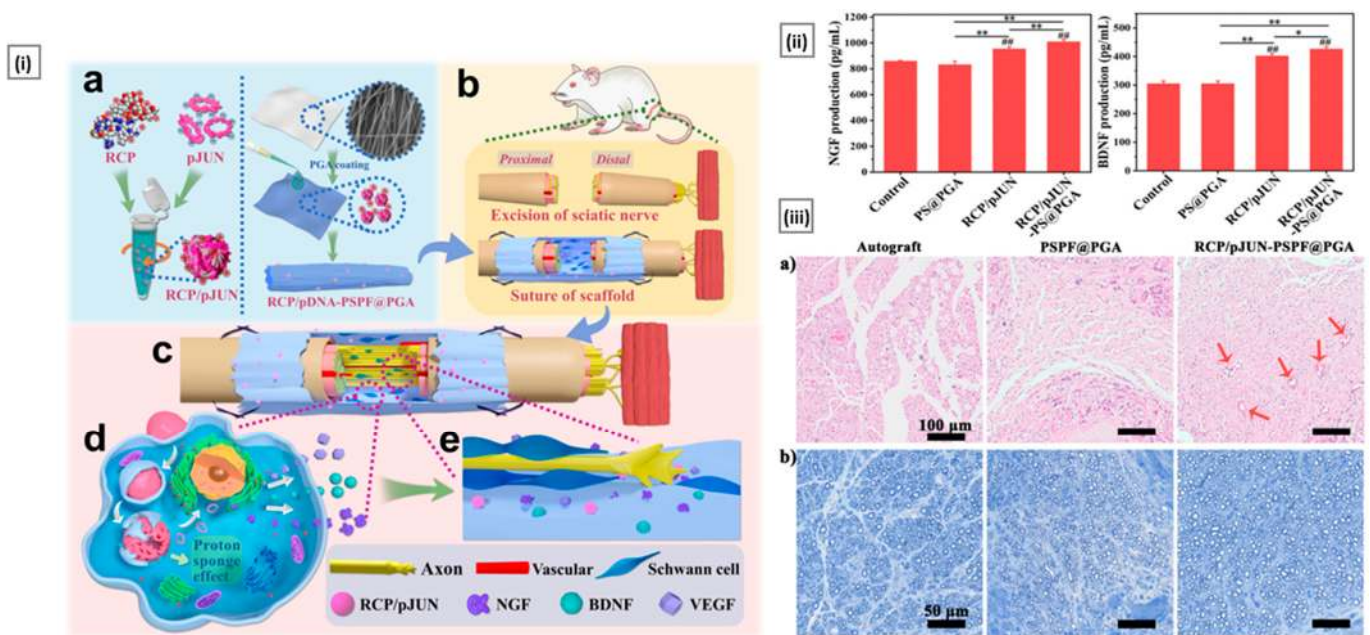 [i]
a
RCP
pJUN
RCP/pJUN
PGA coating
RCP/pDNA-PSPF@PGA
b
Proximal
Distal
Excision of sciatic nerve
Suture of scaffold
c
d
Proton
sponge
effect
e
Axon
Vascular
Schwann cell
RCP/pJUN
NGF
BDNF
VEGF
(ii)
NGF production (pg/mL)
1200
1000
800
600
400
200
0
**
**
**
##
##
Control
PS@PGA
RCP/pJUN
RCP/pJUN
-PS@PGA
BDNF production (pg/mL)
450
300
150
0
**
**
*
##
##
Control
PS@PGA
RCP/pJUN
RCP/pJUN
-PS@PGA
(iii)
Autograft
PSPF@PGA
RCP/pJUN-PSPF@PGA
a)
100 μm
b)
50 μm